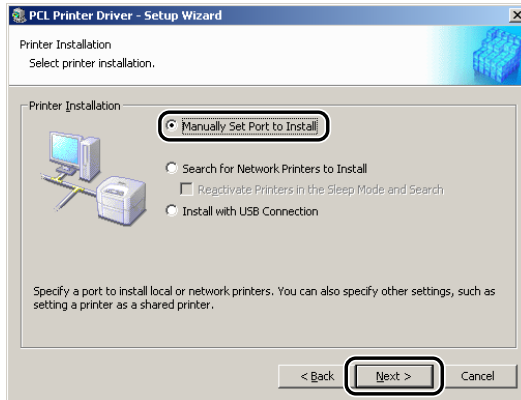 PCL Printer Driver - Setup Wizard
Printer Installation
Select printer installation.
Printer Installation
Manually Set Port to Install
Search for Network Printers to Install
Regctivate Printers in the Sleep Mode and Search
Install with USB Connection
Specify a port to install local or network printers. You can also specify other settings, such as
setting a printer as a shared printer.
< Back
Next >
Cancel